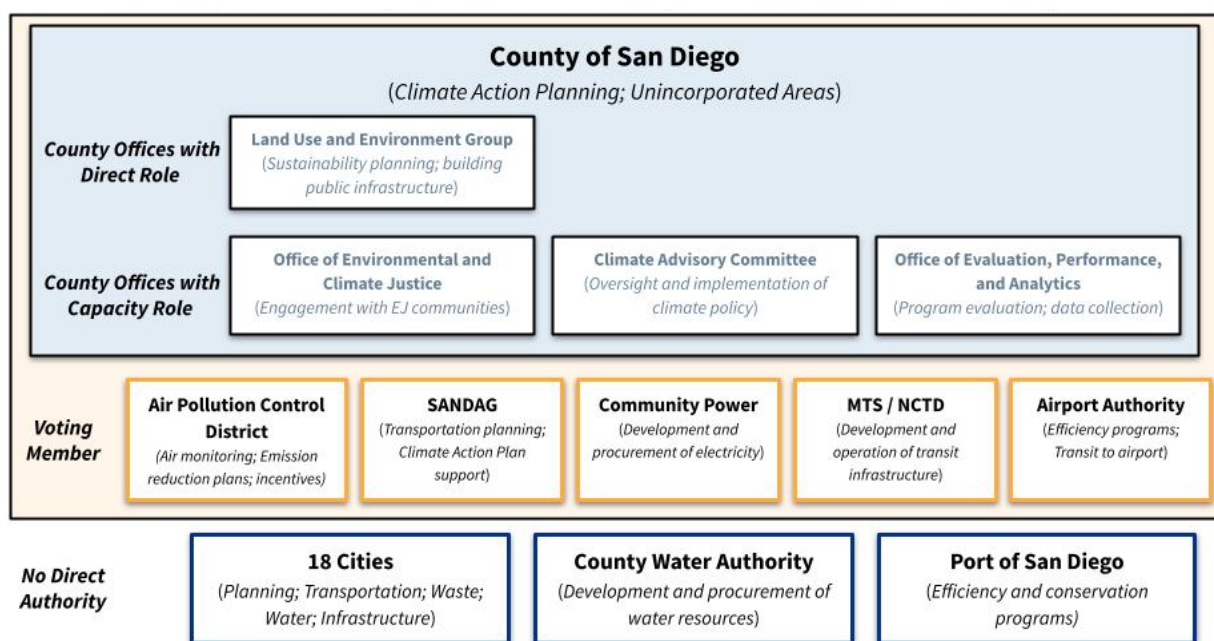 County of San Diego
(Climate Action Planning; Unincorporated Areas)
County Offices with
Direct Role
Land Use and Environment Group
(Sustainability planning; building
public infrastructure)
County Offices with
Capacity Role
Office of Environmental and
Climate Justice
(Engagement with EJ communities)
Climate Advisory Committee
(Oversight and implementation of
climate policy)
Office of Evaluation, Performance,
and Analytics
(Program evaluation; data collection)
Voting
Member
Air Pollution Control
District
(Air monitoring; Emission
reduction plans; incentives)
SANDAG
(Transportation planning;
Climate Action Plan
support)
Community Power
(Development and
procurement of electricity)
MTS / NCTD
(Development and
operation of transit
infrastructure)
Airport Authority
(Efficiency programs;
Transit to airport)
No Direct
Authority
18 Cities
(Planning; Transportation; Waste;
Water; Infrastructure)
County Water Authority
(Development and procurement of
water resources)
Port of San Diego
(Efficiency and conservation
programs)